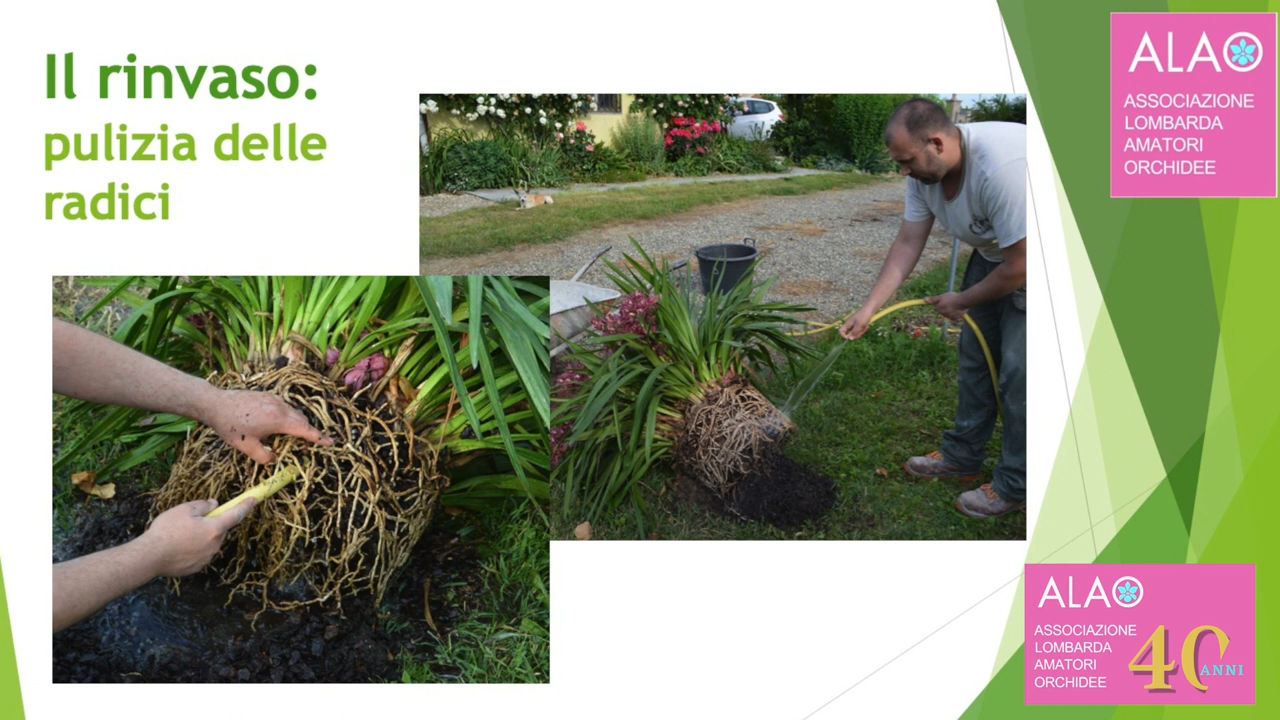 Il rinvaso:
pulizia delle
radici
ALAO
ASSOCIAZIONE
LOMBARDA
AMATORI
ORCHIDEE
ALAO
ASSOCIAZIONE
LOMBARDA
AMATORI
ORCHIDEE
40 ANNI